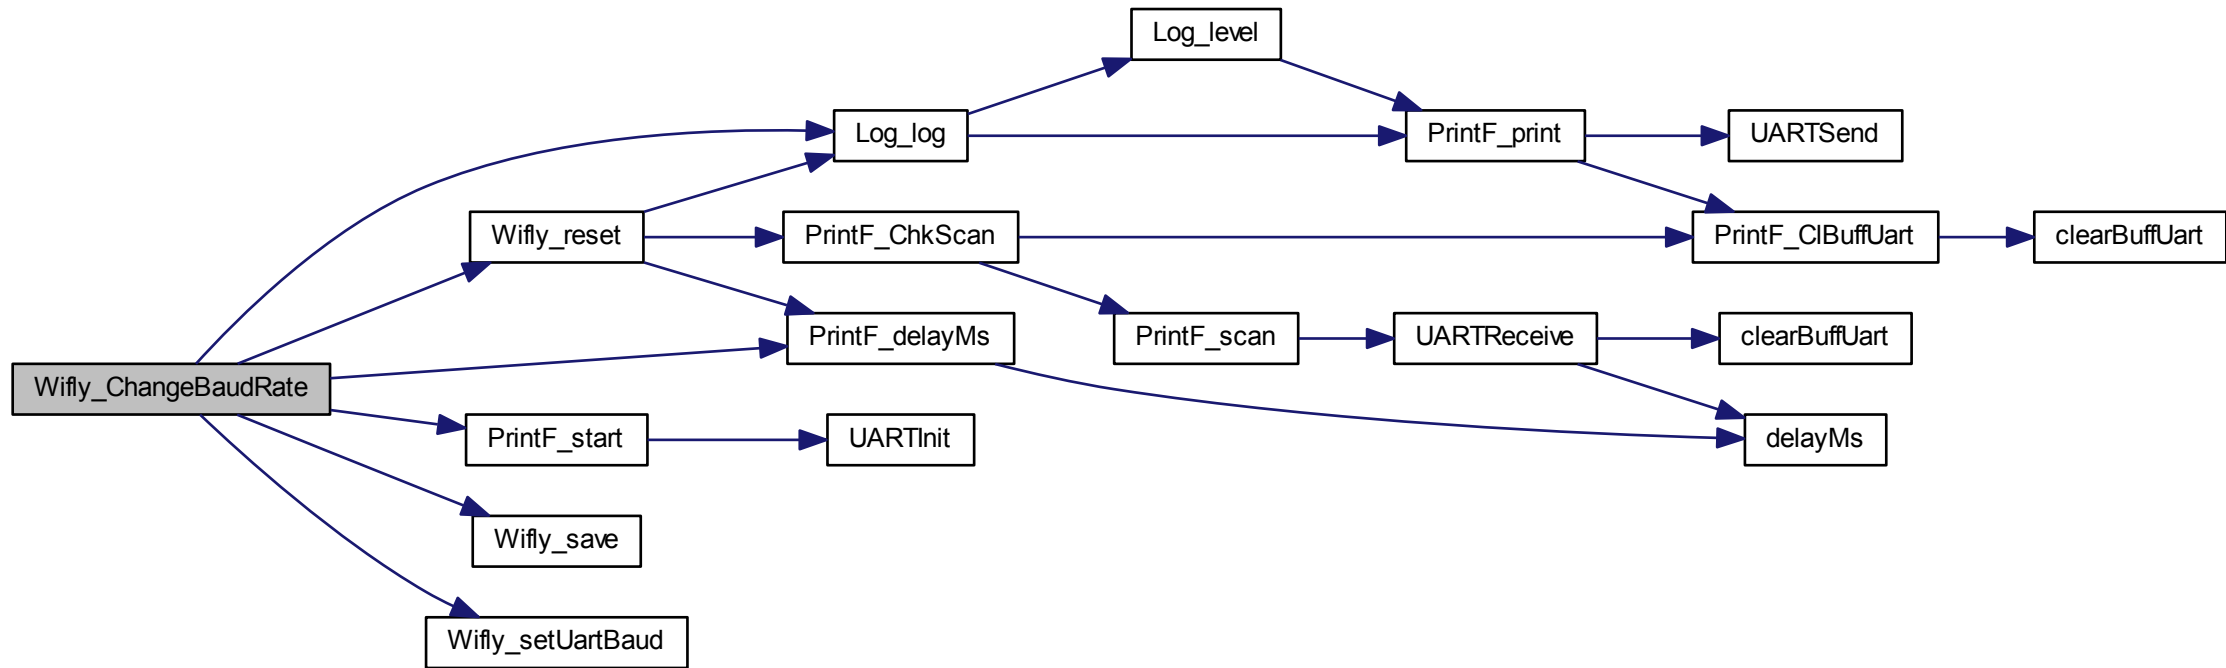 Log_level
Log_log
PrintF_print
UARTSend
Wifly_reset
PrintF_ChkScan
PrintF_ClBuffUart
clearBuffUart
PrintF_delayMs
PrintF_scan
UARTReceive
clearBuffUart
Wifly_ChangeBaudRate
PrintF_start
UARTInit
delayMs
Wifly_save
Wifly_setUartBaud